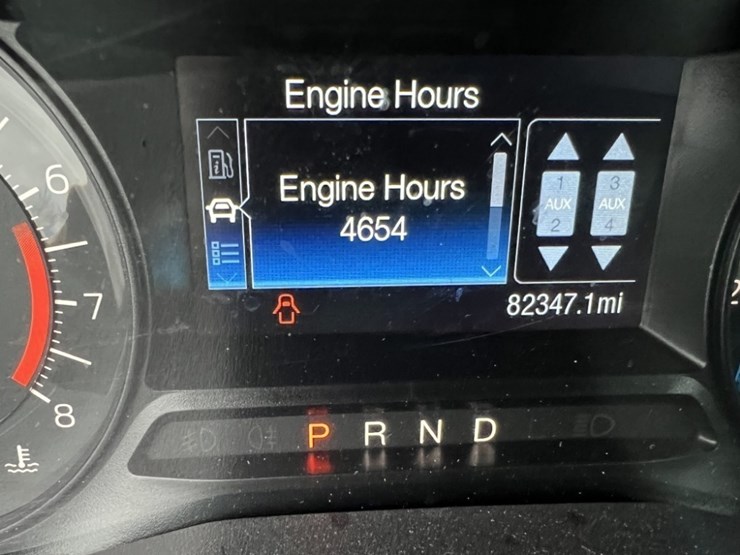 Engine Hours
Engine Hours
4654
1 3
AUX AUX
2 4
82347.1mi
6
7
8
P R N D